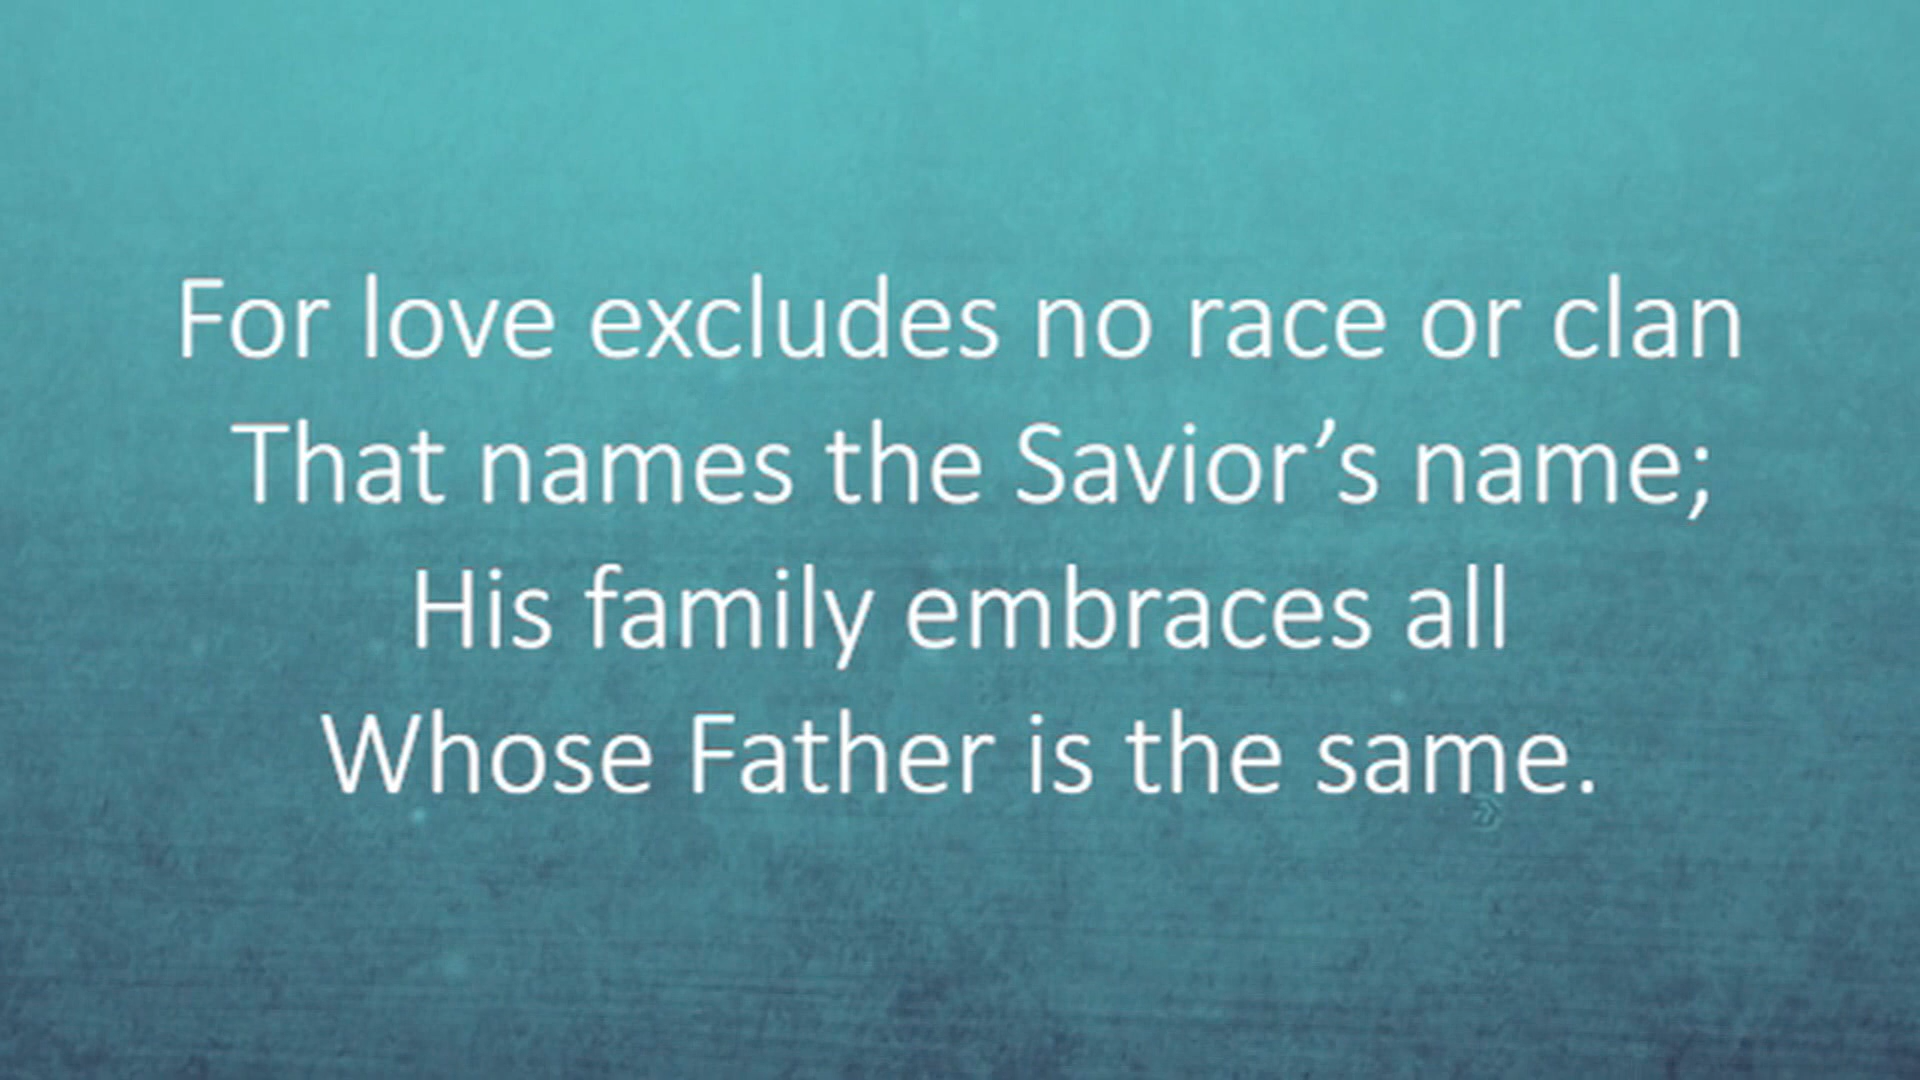 For love excludes no race or clan
That names the Savior’s name;
His family embraces all
Whose Father is the same.